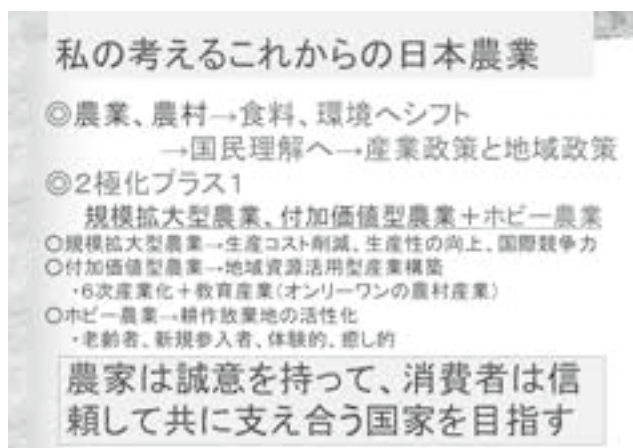 私の考えるこれからの日本農業
◎農業、農村→食料、環境へシフト
→国民理解へ→産業政策と地域政策
◎2極化プラス1
規模拡大型農業、付加価値型農業＋ホビー農業
○規模拡大型農業→生産コスト削減、生産性の向上、国際競争力
○付加価値型農業→地域資源活用型産業構築
・6次産業化＋教育産業(オンリーワンの農村産業)
○ホビー農業→耕作放棄地の活性化
・老齢者、新規参入者、体験的、癒し的
農家は誠意を持って、消費者は信
頼して共に支え合う国家を目指す